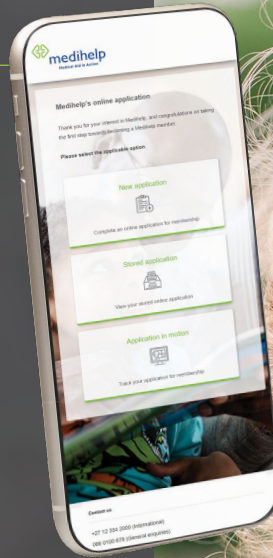 medihelp
Medical Aid in Action
Medihelp's online application
Thank you for your interest in Medihelp, and congratulations on taking
the first step towards becoming a Medihelp member.
Please select the applicable option
New application
Complete an online application for membership
Stored application
View your stored online application
Application in motion
Track your application for membership
Contact us
+27 12 334 2000 (International)
086 0100 678 (General enquiries)